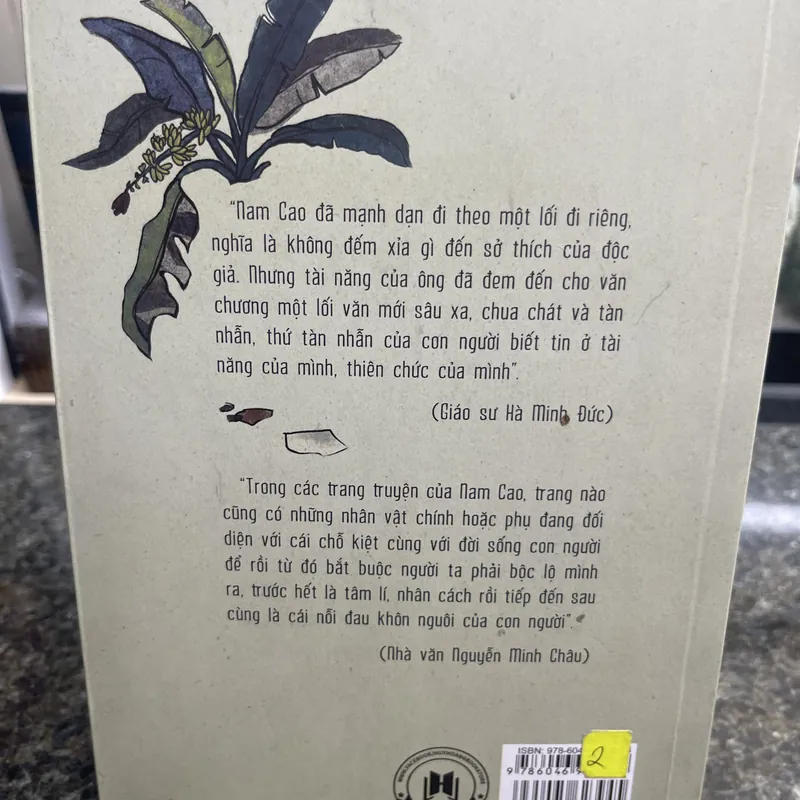 “Nam Cao đã mạnh dạn đi theo một lối đi riêng,
nghĩa là không đếm xỉa gì đến sở thích của độc
giả. Nhưng tài năng của ông đã đem đến cho văn
chương một lối văn mới sâu xa, chua chát và tàn
nhẫn, thứ tàn nhẫn của con người biết tin ở tài
năng của mình, thiên chức của mình”.
(Giáo sư Hà Minh Đức)
“Trong các trang truyện của Nam Cao, trang nào
cũng có những nhân vật chính hoặc phụ đang đối
diện với cái chỗ kiệt cùng với đời sống con người
để rồi từ đó bắt buộc người ta phải bộc lộ mình
ra, trước hết là tâm lí, nhân cách rồi tiếp đến sau
cùng là cái nỗi đau khôn nguôi của con người”.
(Nhà văn Nguyễn Minh Châu)
ISBN: 978-604
2
9 786046